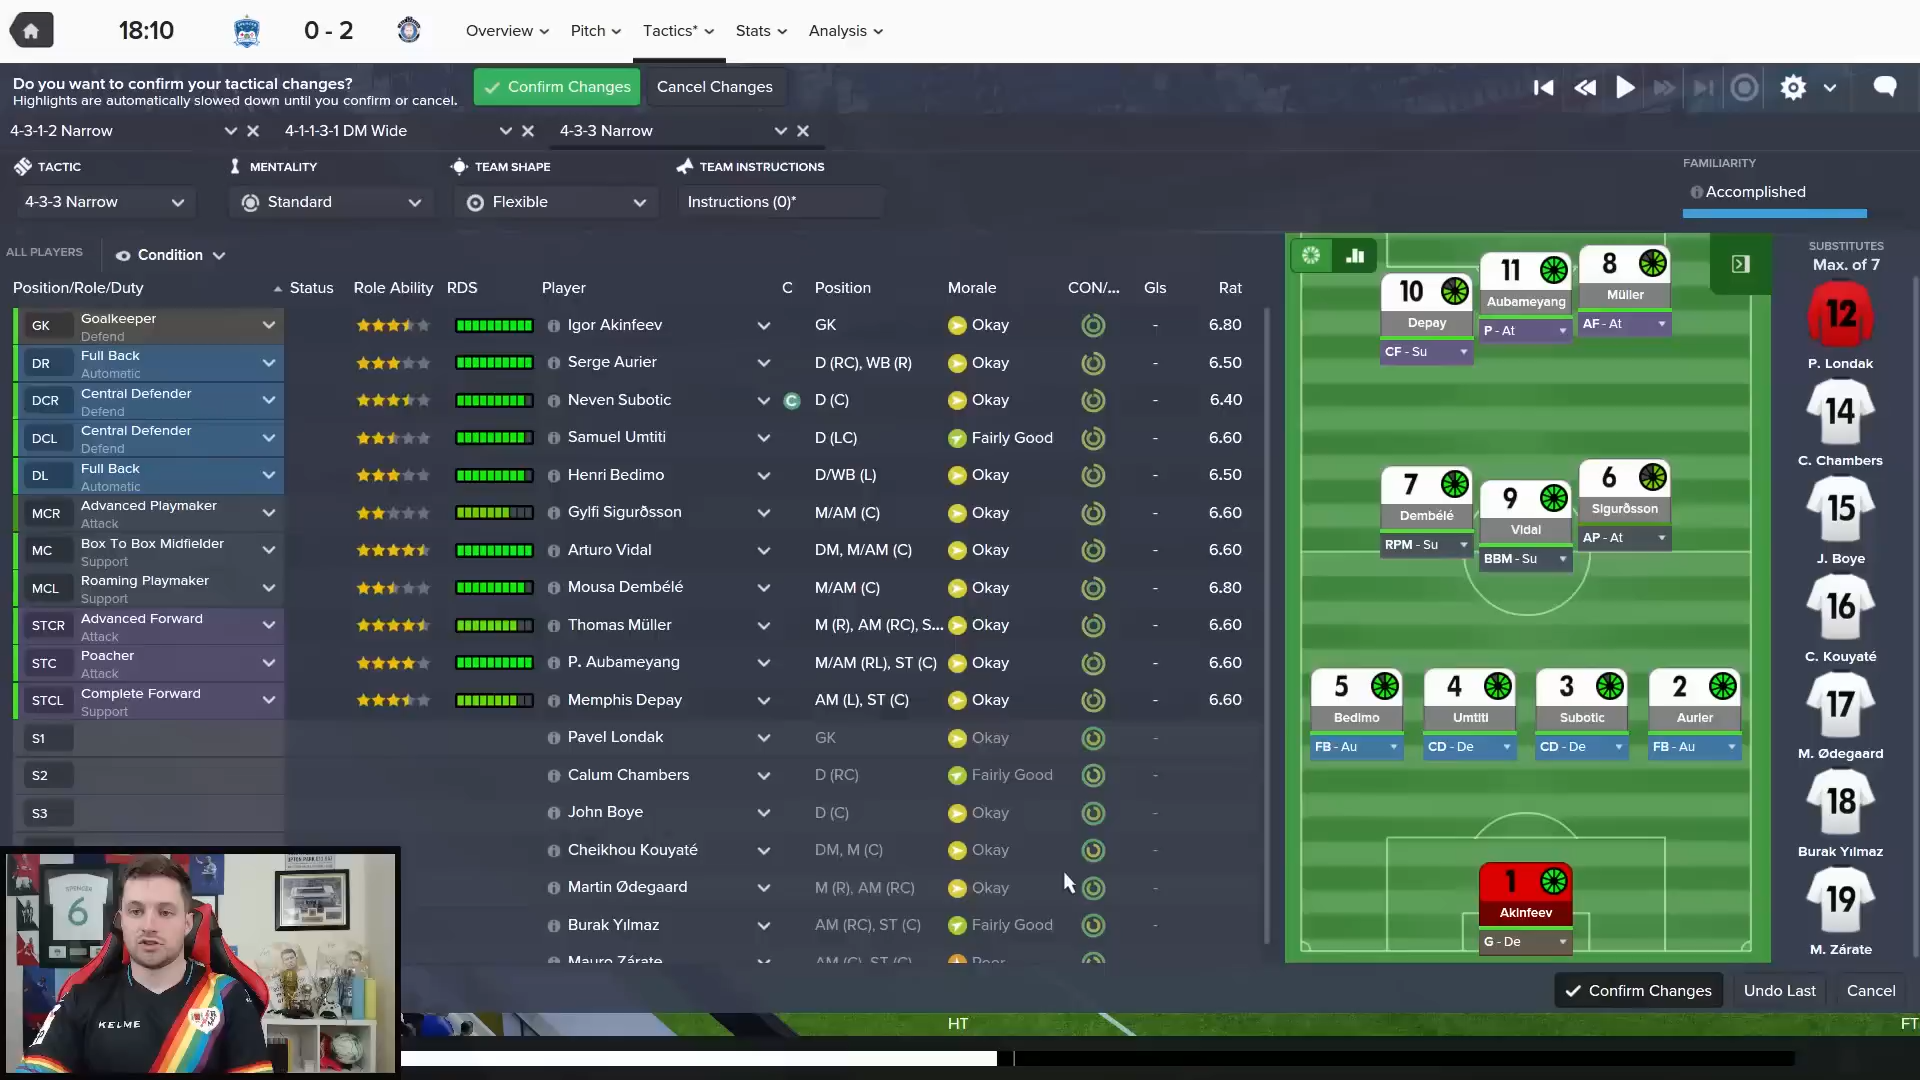 18:10
0 - 2
Overview
Pitch
Tactics*
Stats
Analysis
Do you want to confirm your tactical changes?
Highlights are automatically slowed down until you confirm or cancel.
Confirm Changes
Cancel Changes
4-3-1-2 Narrow
4-1-1-3-1 DM Wide
4-3-3 Narrow
TACTIC
MENTALITY
TEAM SHAPE
TEAM INSTRUCTIONS
FAMILIARITY
4-3-3 Narrow
Standard
Flexible
Instructions (0)*
Accomplished
ALL PLAYERS
Condition
Position/Role/Duty Status Role Ability RDS Player C Position Morale CON/... Gls Rat
GK Goalkeeper Defend Igor Akinfeev GK Okay - 6.80
DR Full Back Automatic Serge Aurier D (RC), WB (R) Okay - 6.50
DCR Central Defender Defend Neven Subotic C D (C) Okay - 6.40
DCL Central Defender Defend Samuel Umtiti D (LC) Fairly Good - 6.60
DL Full Back Automatic Henri Bedimo D/WB (L) Okay - 6.50
MCR Advanced Playmaker Attack Gylfi Sigurðsson M/AM (C) Okay - 6.60
MC Box To Box Midfielder Support Arturo Vidal DM, M/AM (C) Okay - 6.60
MCL Roaming Playmaker Support Mousa Dembélé M/AM (C) Okay - 6.80
STCR Advanced Forward Attack Thomas Müller M (R), AM (RC), S... Okay - 6.60
STC Poacher Attack P. Aubameyang M/AM (RL), ST (C) Okay - 6.60
STCL Complete Forward Support Memphis Depay AM (L), ST (C) Okay - 6.60
S1 Pavel Londak GK Okay -
S2 Calum Chambers D (RC) Fairly Good -
S3 John Boye D (C) Okay -
Cheikhou Kouyaté DM, M (C) Okay -
Martin Ødegaard M (R), AM (RC) Okay -
Burak Yılmaz AM (RC), ST (C) Fairly Good -
Mauro Zárate AM (C), ST (C) Poor
10
Depay
CF - Su
11
Aubameyang
P - At
8
Müller
AF - At
7
Dembélé
RPM - Su
9
Vidal
BBM - Su
6
Sigurðsson
AP - At
5
Bedimo
FB - Au
4
Umtiti
CD - De
3
Subotic
CD - De
2
Aurier
FB - Au
1
Akinfeev
G - De
SUBSTITUTES
Max. of 7
12
P. Londak
14
C. Chambers
15
J. Boye
16
C. Kouyaté
17
M. Ødegaard
18
Burak Yılmaz
19
M. Zárate
Confirm Changes
Undo Last
Cancel
HT
FT
SPENCER
6
KELME